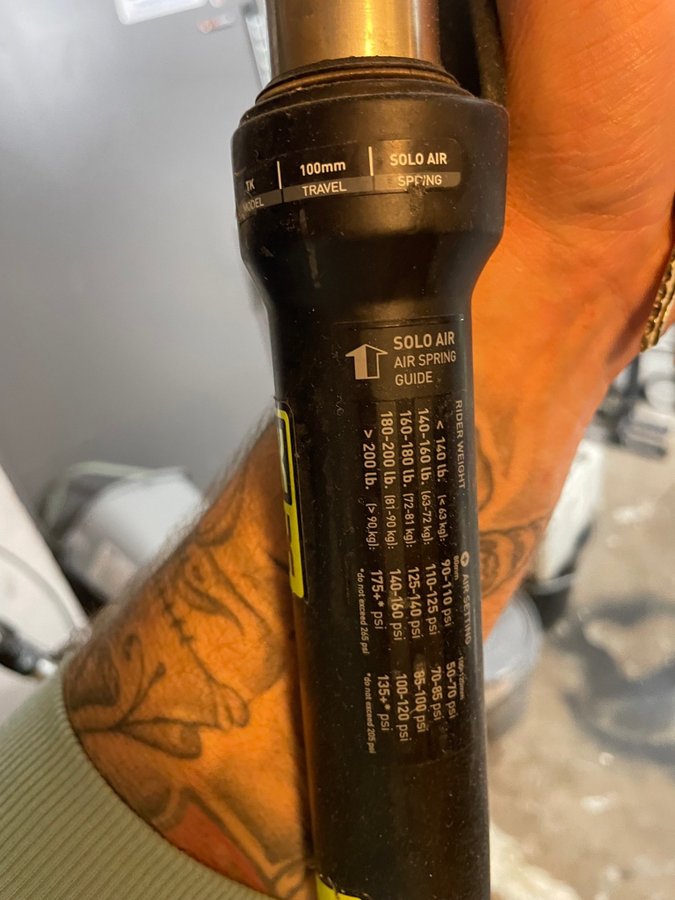 TK 100mm SOLO AIR
MODEL TRAVEL SPRING
SOLO AIR
AIR SPRING
GUIDE
RIDER WEIGHT + AIR SETTING
80mm
< 140 lb. (< 63 kg): 90-110 psi 50-70 psi
140-160 lb. (63-72 kg): 110-125 psi 70-85 psi
160-180 lb. (72-81 kg): 125-140 psi 85-100 psi
180-200 lb. (81-90 kg): 140-160 psi 100-120 psi
> 200 lb. (> 90 kg): 175+* psi 135+* psi
*do not exceed 265 psi *do not exceed 205 psi